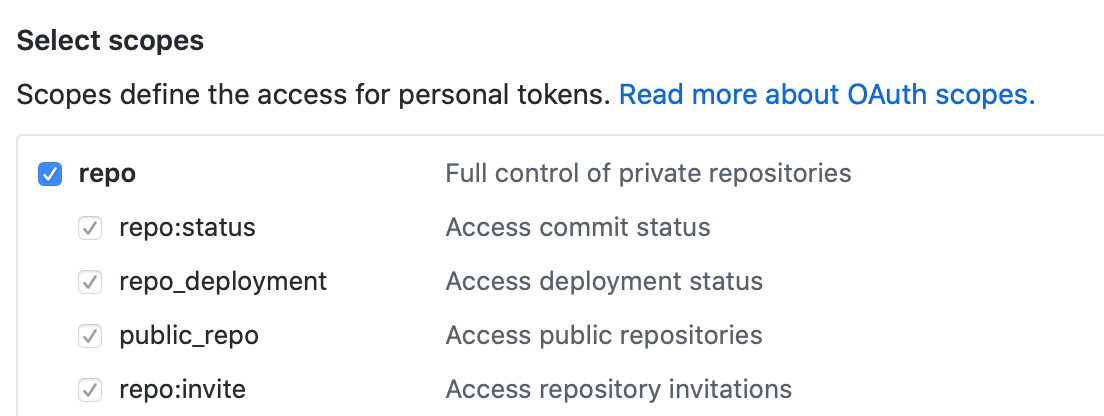 Select scopes
Scopes define the access for personal tokens. Read more about OAuth scopes.
repo Full control of private repositories
repo:status Access commit status
repo_deployment Access deployment status
public_repo Access public repositories
repo:invite Access repository invitations